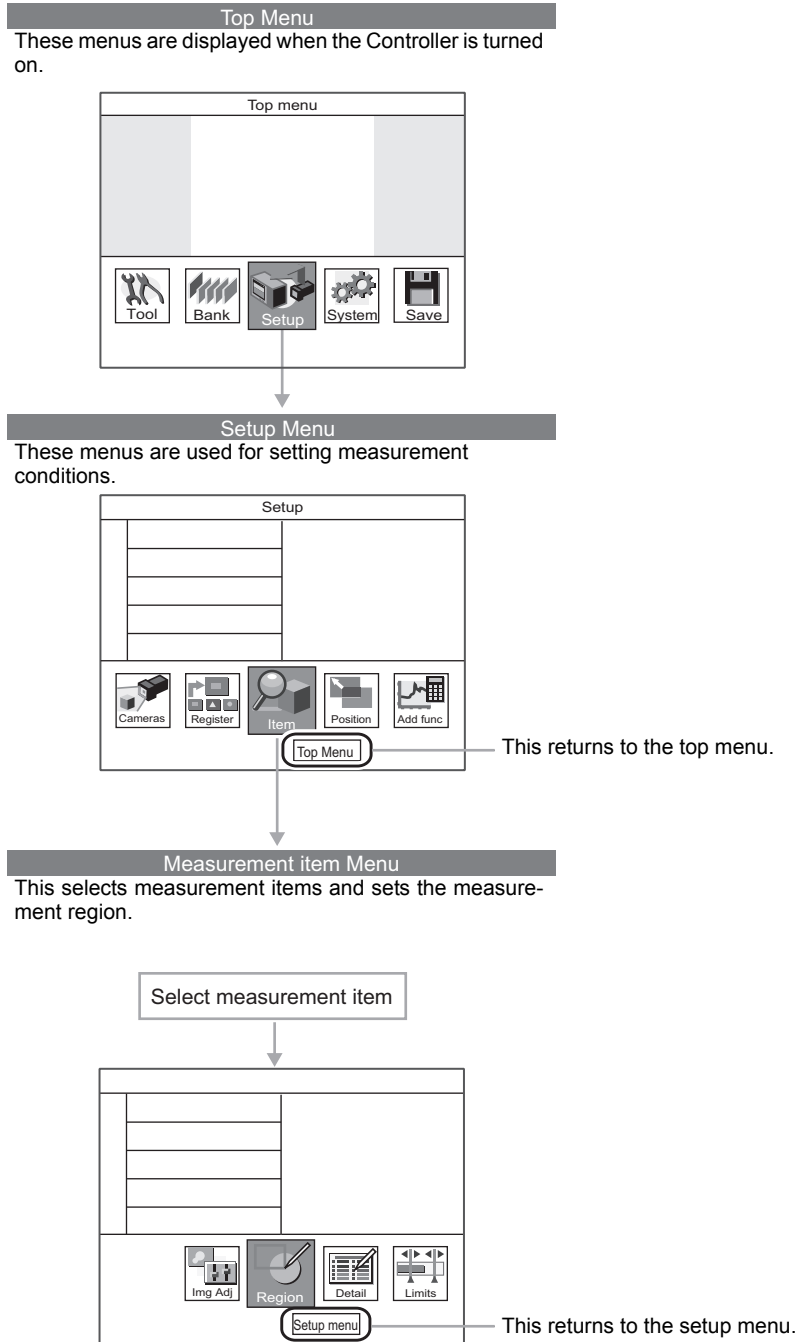 Top Menu
These menus are displayed when the Controller is turned
on.
Top menu
Tool
Bank
Setup
System
Save
Setup Menu
These menus are used for setting measurement
conditions.
Setup
Cameras
Register
Item
Position
Add func
Top Menu
This returns to the top menu.
Measurement item Menu
This selects measurement items and sets the measure-
ment region.
Select measurement item
Img Adj
Region
Detail
Limits
Setup menu
This returns to the setup menu.